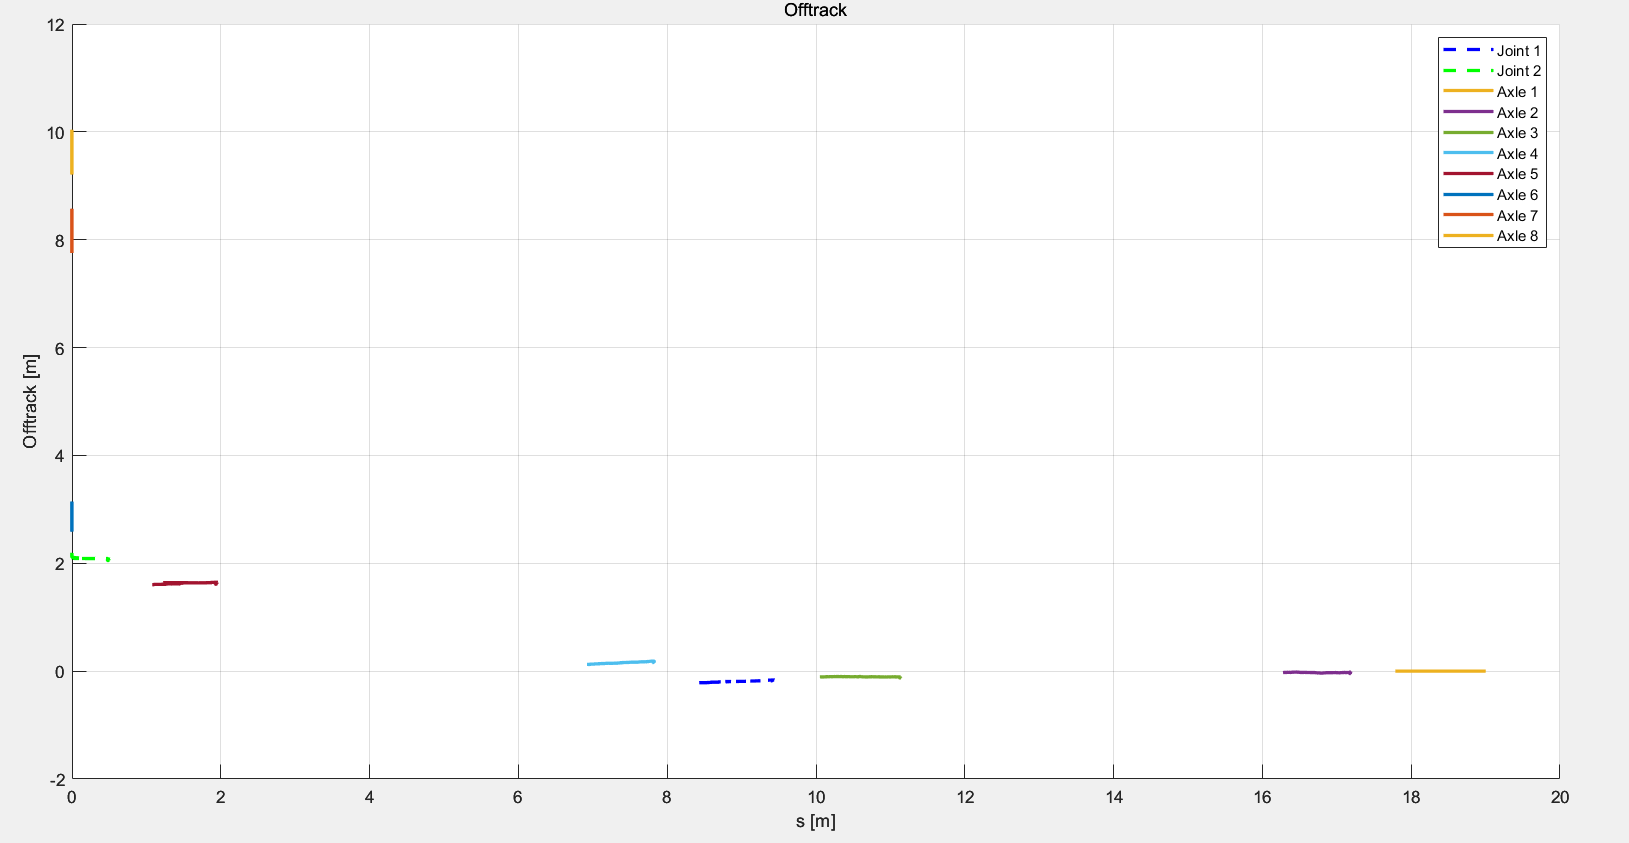 Offtrack
12
10
8
6
4
2
0
-2
Offtrack [m]
0 2 4 6 8 10 12 14 16 18 20
s [m]
Joint 1
Joint 2
Axle 1
Axle 2
Axle 3
Axle 4
Axle 5
Axle 6
Axle 7
Axle 8